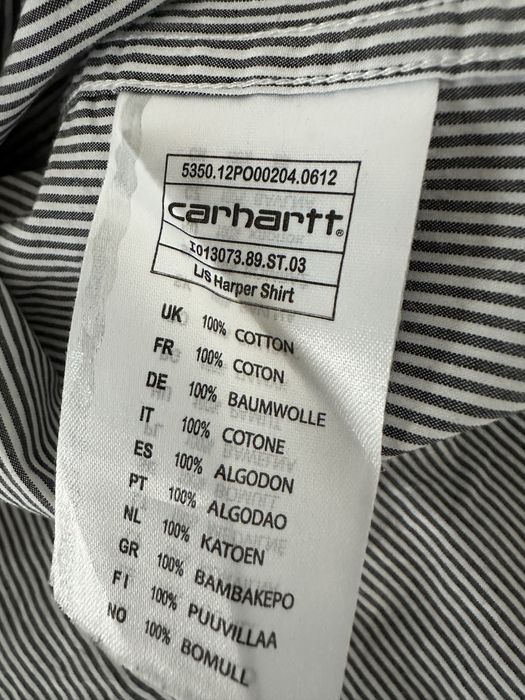 5350.12PO00204.0612
carhartt®
I013073.89.ST.03
L/S Harper Shirt
UK 100% COTTON
FR 100% COTON
DE 100% BAUMWOLLE
IT 100% COTONE
ES 100% ALGODON
PT 100% ALGODAO
NL 100% KATOEN
GR 100% BAMBAKEPO
FI 100% PUUVILLAA
NO 100% BOMULL